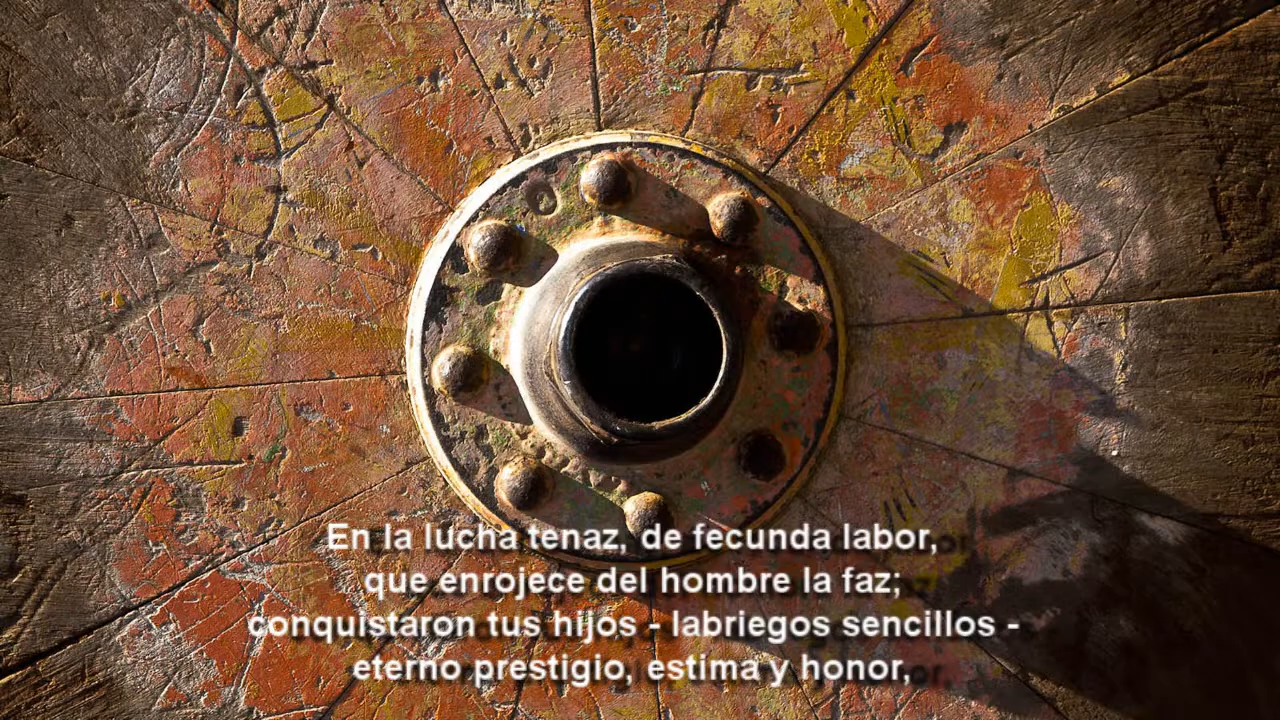 En la lucha tenaz, de fecunda labor,
que enrojece del hombre la faz;
conquistaron tus hijos - labriegos sencillos -
eterno prestigio, estima y honor,